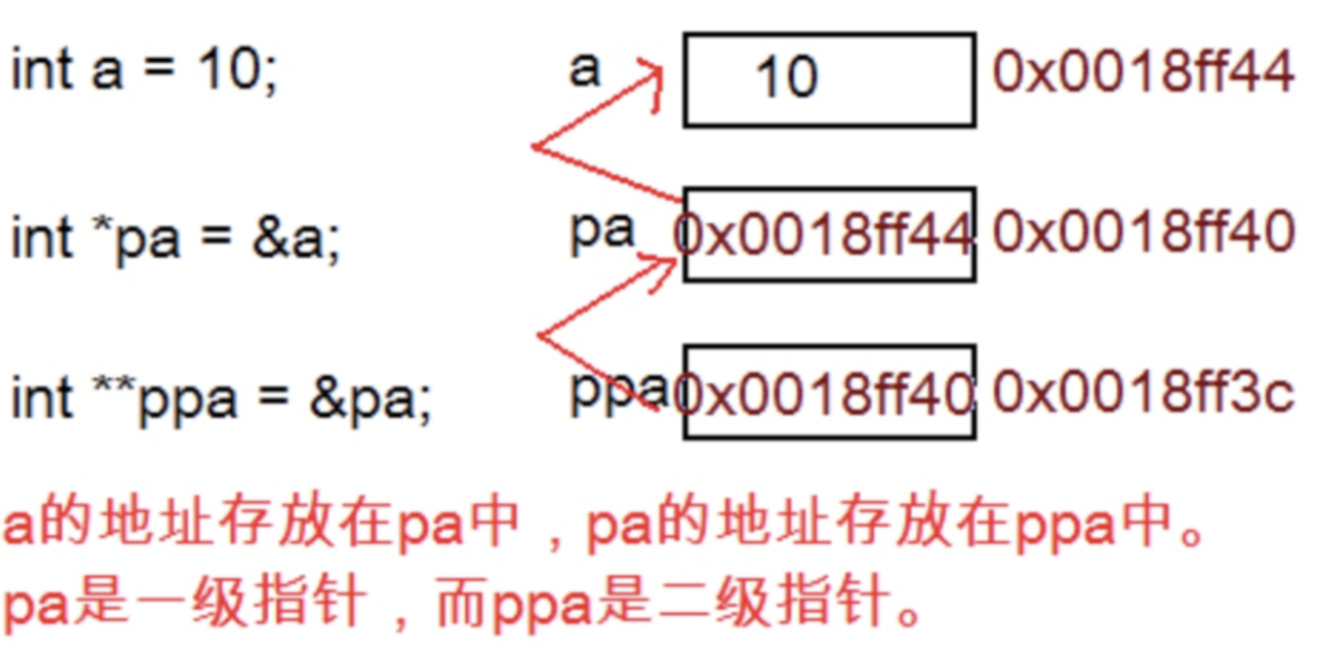 int a = 10; a 10 0x0018ff44
int *pa = &a; pa 0x0018ff44 0x0018ff40
int **ppa = &pa; ppa 0x0018ff40 0x0018ff3c
a的地址存放在pa中，pa的地址存放在ppa中。
pa是一级指针，而ppa是二级指针。